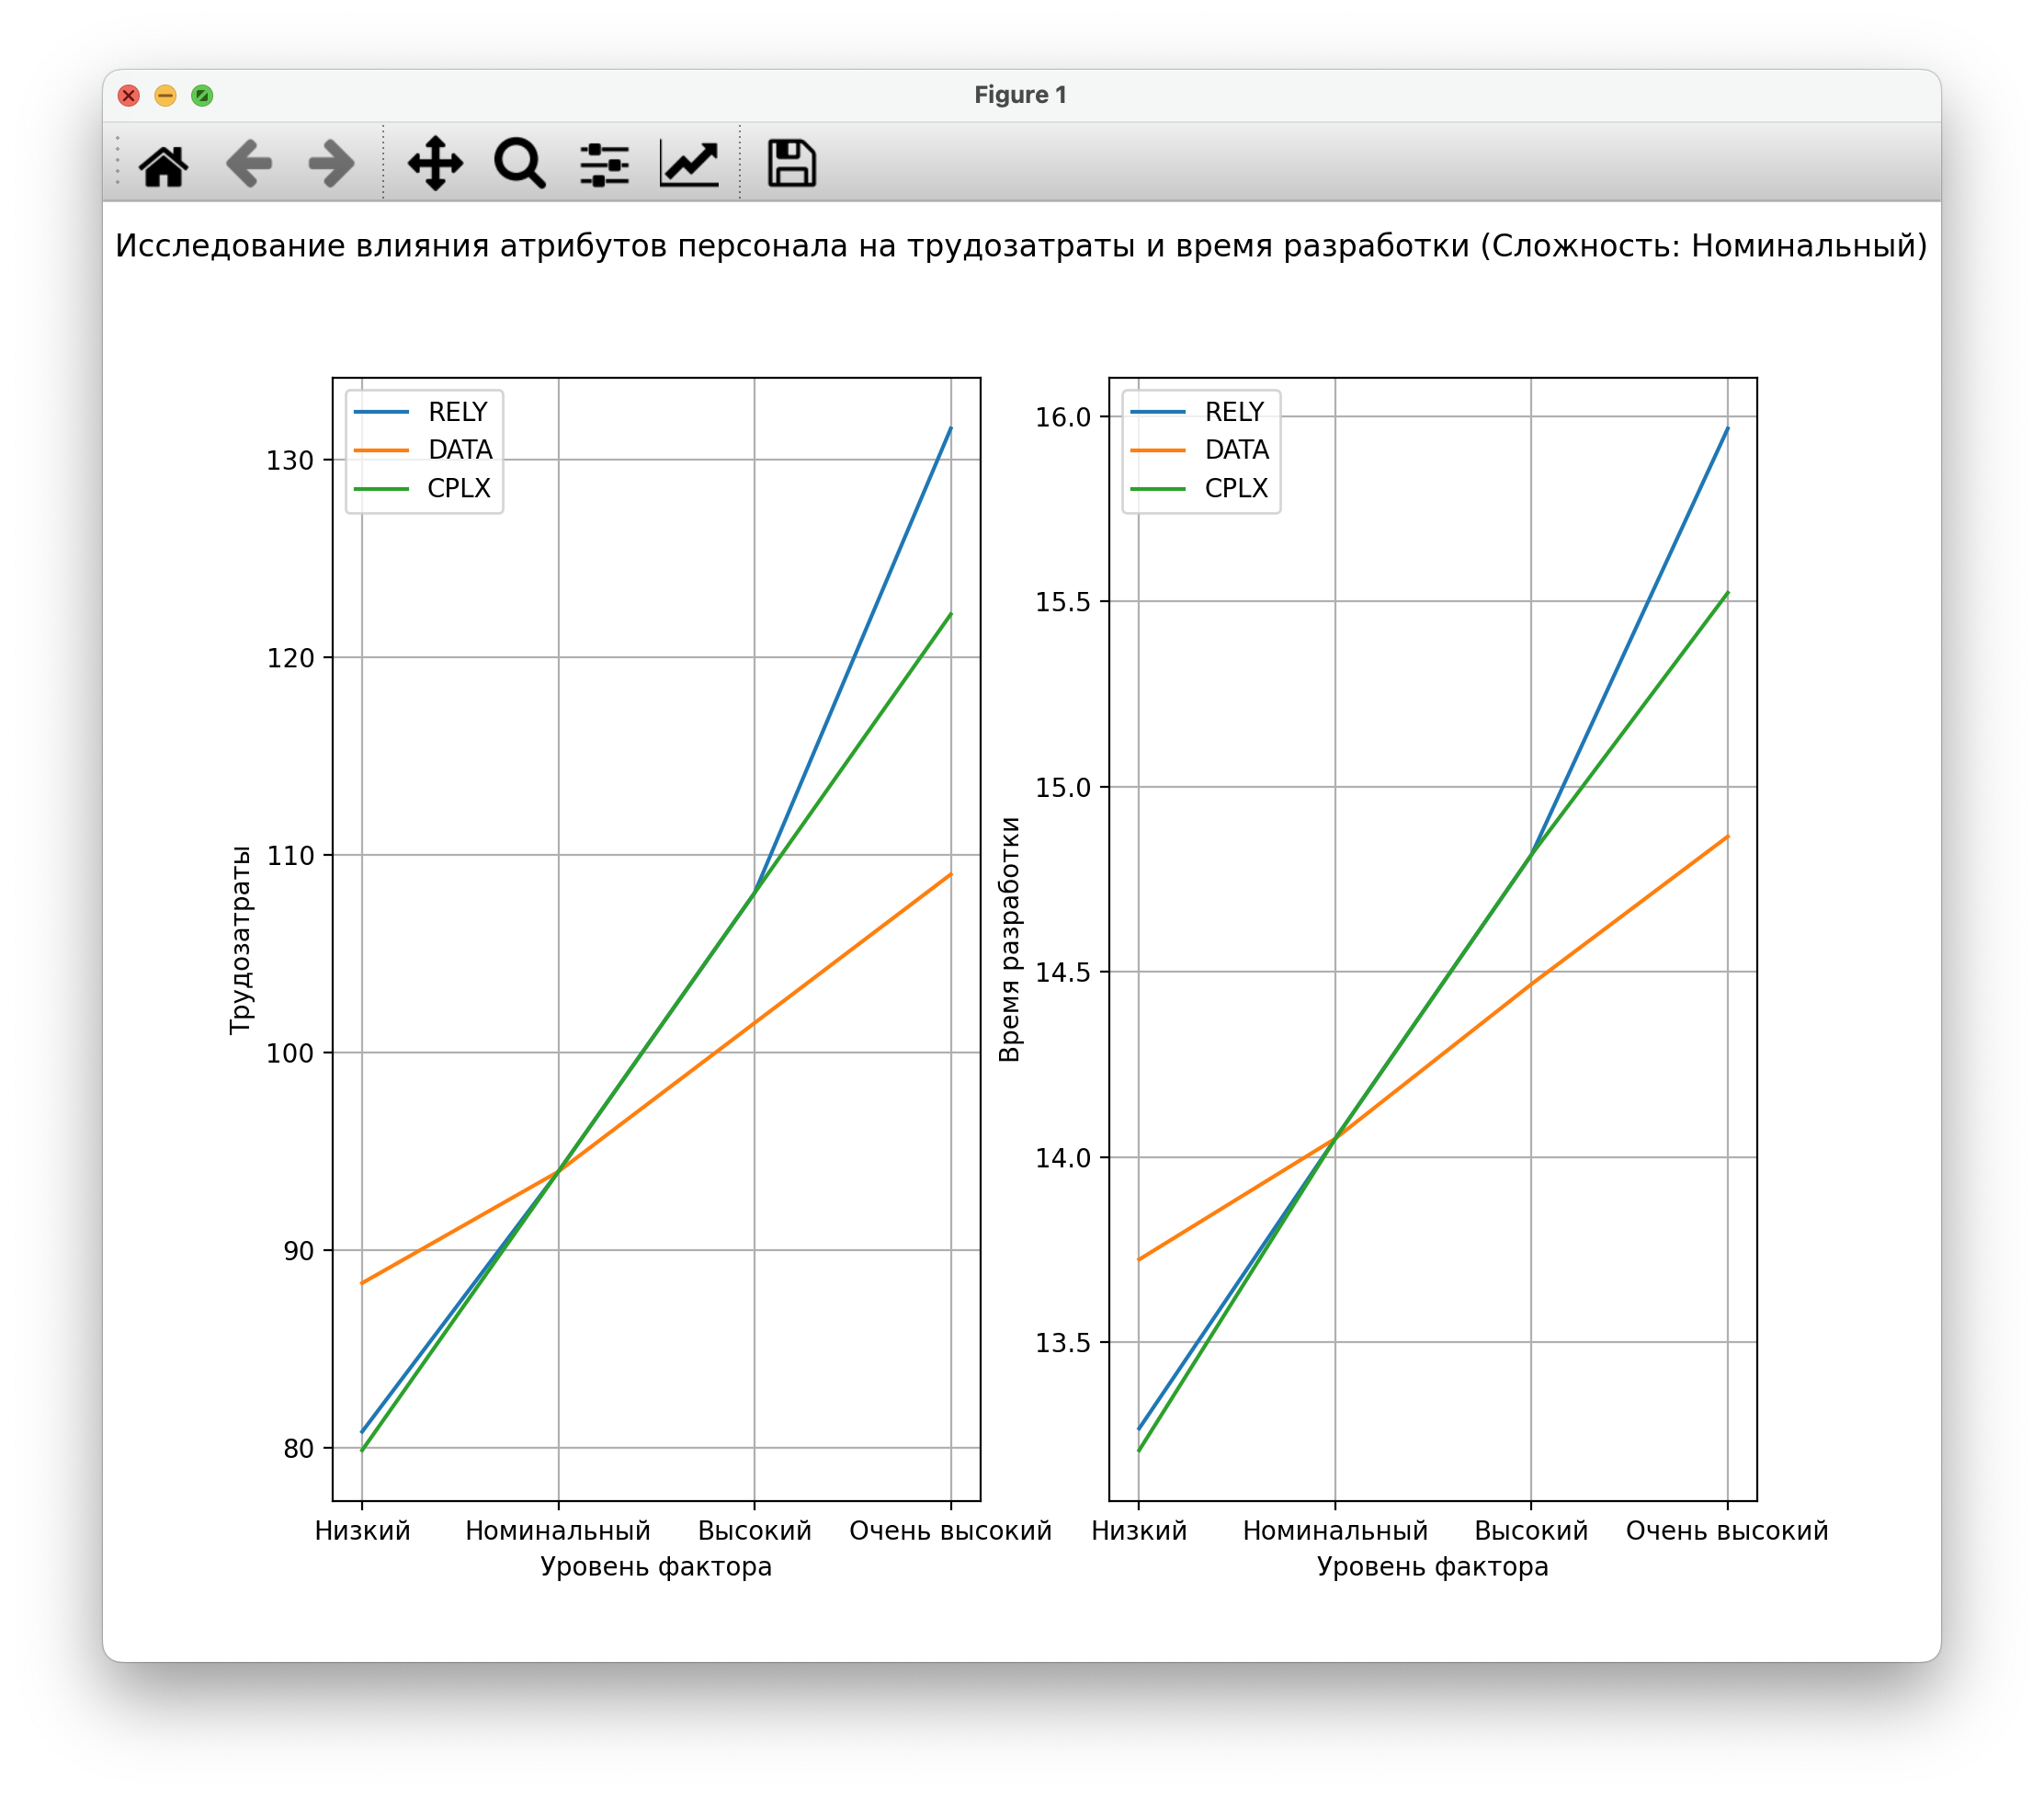 Figure 1
Исследование влияния атрибутов персонала на трудозатраты и время разработки (Сложность: Номинальный)
RELY
DATA
CPLX
130
120
110
100
90
80
Трудозатраты
Низкий Номинальный Высокий Очень высокий
Уровень фактора
RELY
DATA
CPLX
16.0
15.5
15.0
14.5
14.0
13.5
Время разработки
Низкий Номинальный Высокий Очень высокий
Уровень фактора